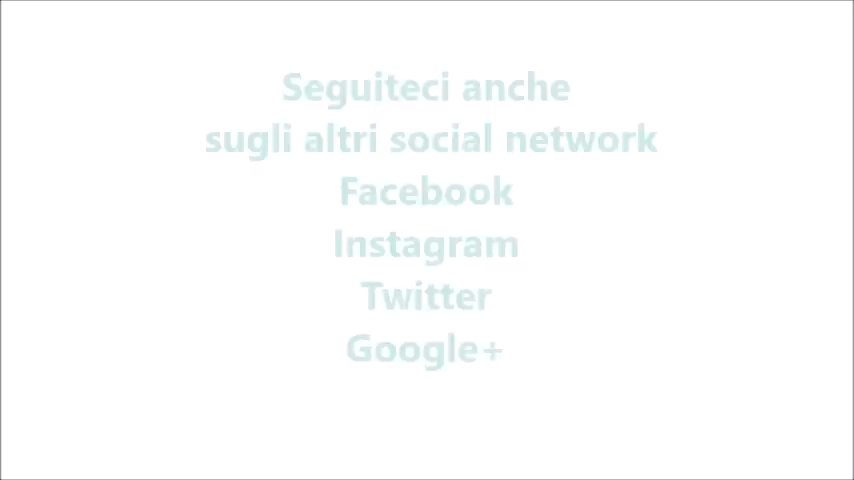 Seguiteci anche
sugli altri social network
Facebook
Instagram
Twitter
Google+